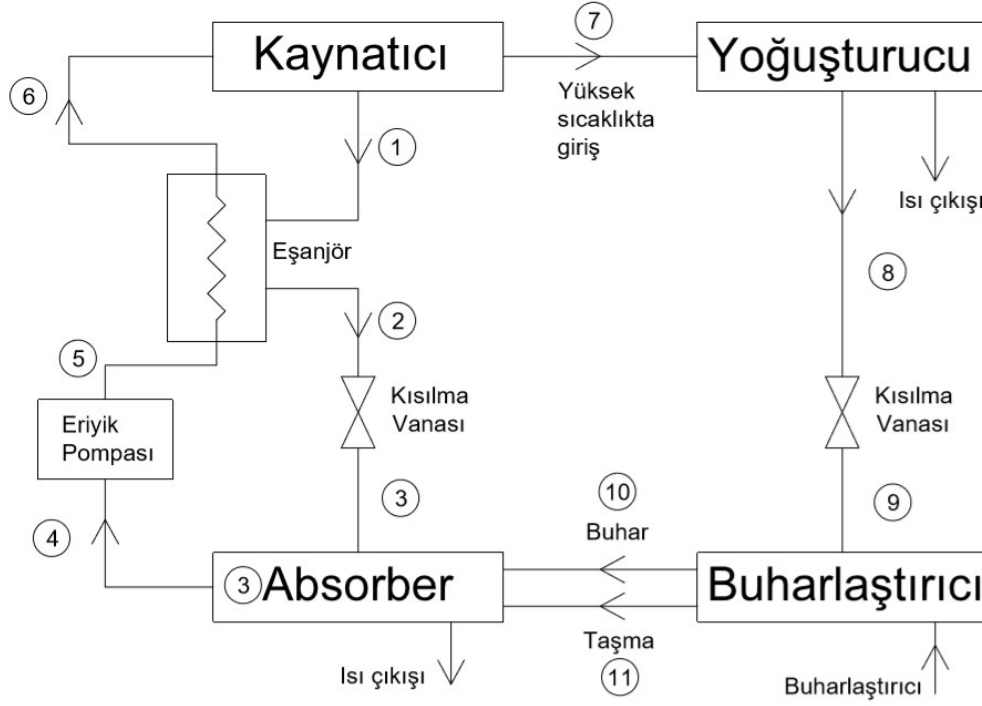 7
Kaynatıcı
Yoğuşturucu
6
Yüksek
sıcaklıkta
giriş
1
Isı çıkışı
Eşanjör
8
2
5
Kısılma
Vanası
Kısılma
Vanası
Eriyik
Pompası
3
10
9
4
Buhar
3
Absorber
Buharlaştırıcı
Taşma
11
Isı çıkışı
Buharlaştırıcı